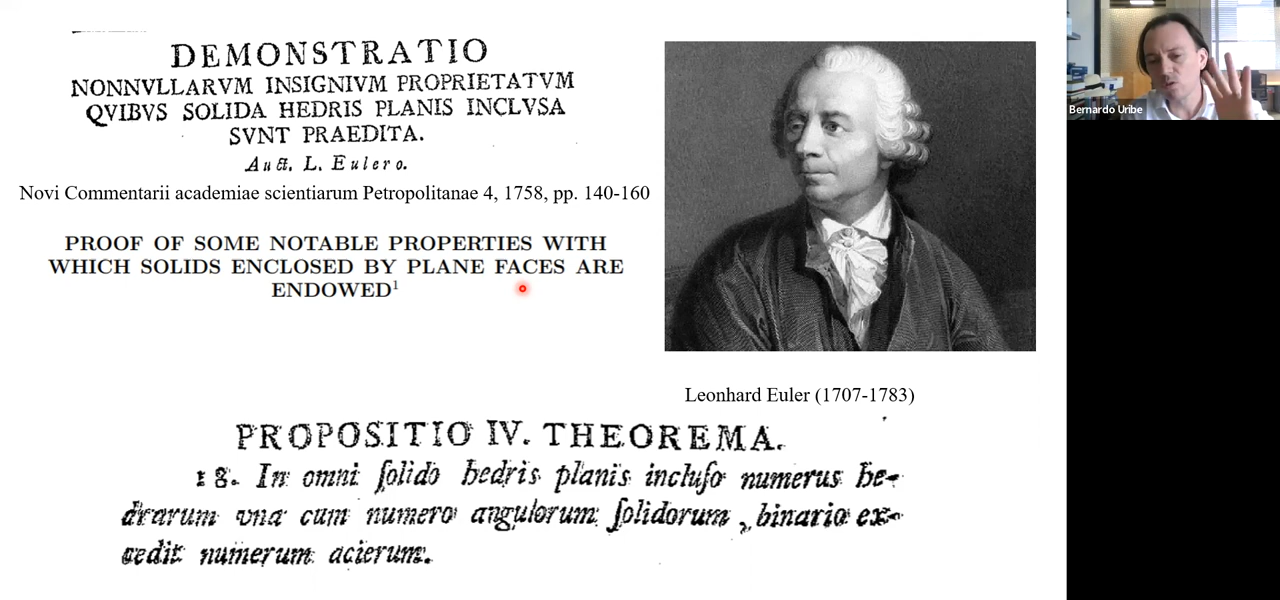 DEMONSTRATIO
NONNVLLARVM INSIGNIVM PROPRIETATVM
QVIBVS SOLIDA HEDRIS PLANIS INCLVSA
SVNT PRAEDITA.
Auct. L. Eulero.
Novi Commentarii academiae scientiarum Petropolitanae 4, 1758, pp. 140-160
PROOF OF SOME NOTABLE PROPERTIES WITH
WHICH SOLIDS ENCLOSED BY PLANE FACES ARE
ENDOWED¹
Leonhard Euler (1707-1783)
PROPOSITIO IV. THEOREMA.
18. In omni ſolido hedris planis incluſo numerus he-
drarum vna cum numero angulorum ſolidorum, binario ex-
cedit numerum acierum.
Bernardo Uribe